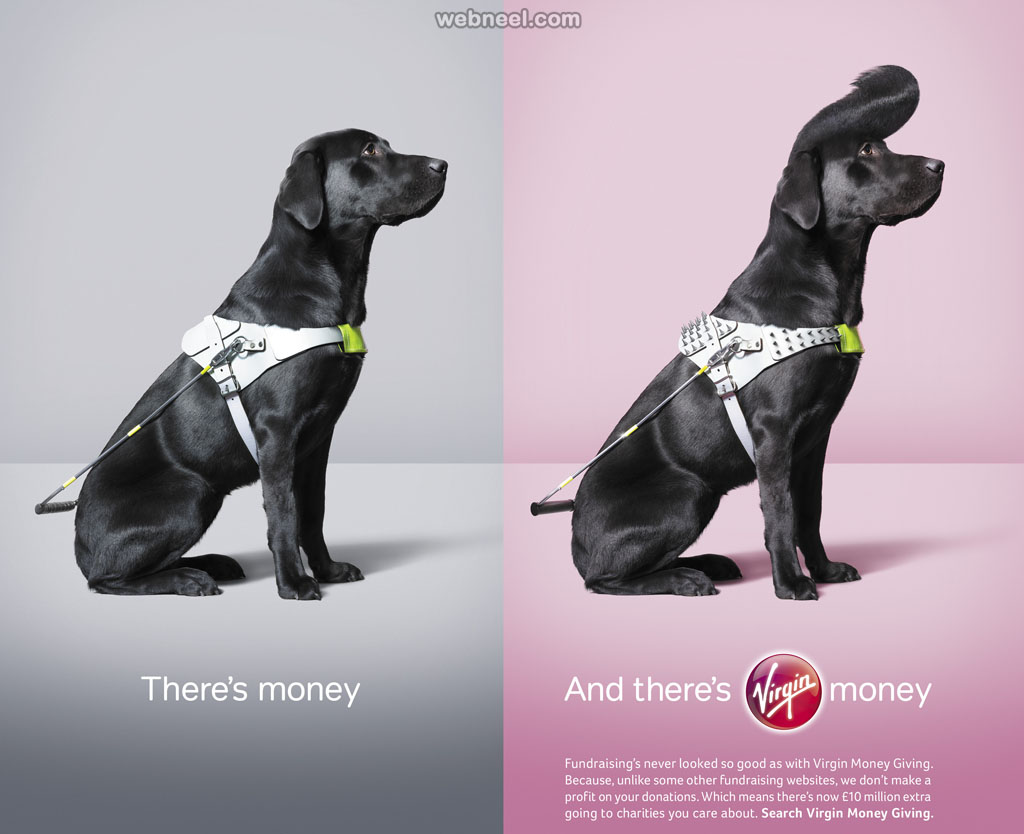 webneel.com
There's money
And there's Virgin money
Fundraising's never looked so good as with Virgin Money Giving.
Because, unlike some other fundraising websites, we don't make a
profit on your donations. Which means there's now £10 million extra
going to charities you care about. Search Virgin Money Giving.